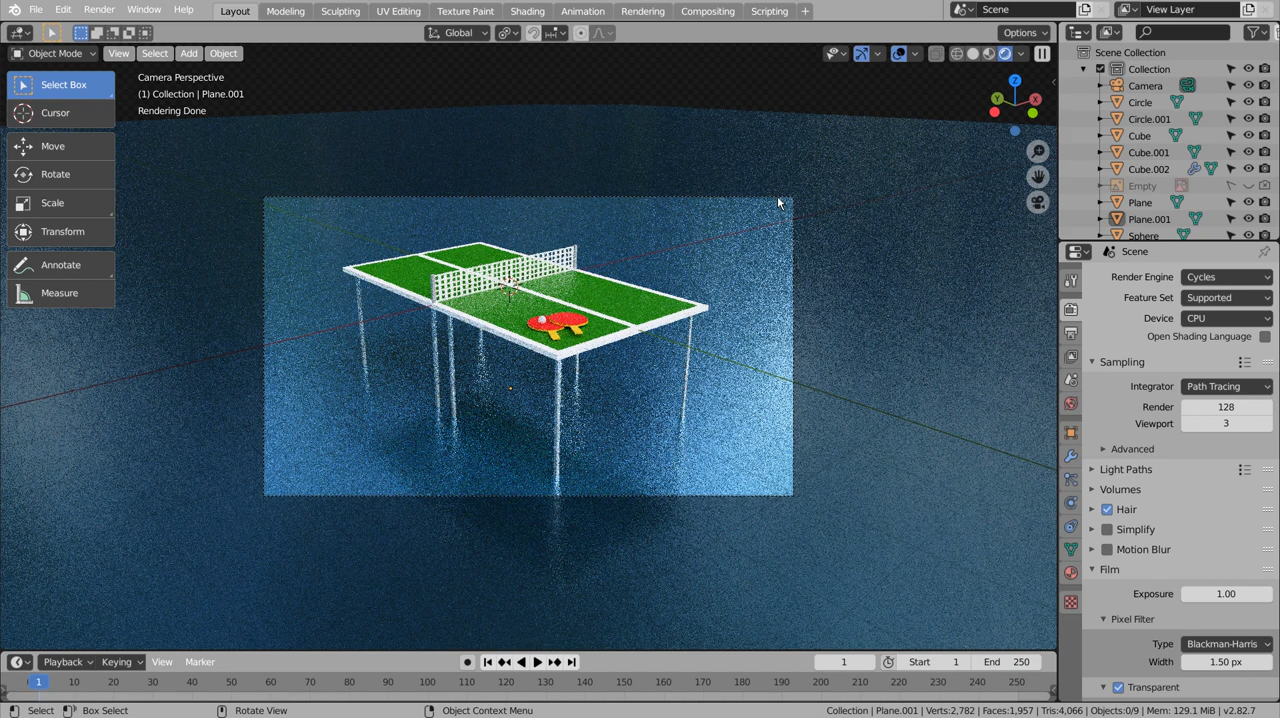 File Edit Render Window Help Layout Modeling Sculpting UV Editing Texture Paint Shading Animation Rendering Compositing Scripting + Scene View Layer
Global Options
Object Mode View Select Add Object
Select Box
Cursor
Move
Rotate
Scale
Transform
Annotate
Measure
Camera Perspective
(1) Collection | Plane.001
Rendering Done
Z
Y
X
Scene Collection
Collection
Camera
Circle
Circle.001
Cube
Cube.001
Cube.002
Empty
Plane
Plane.001
Sphere
Scene
Render Engine Cycles
Feature Set Supported
Device CPU
Open Shading Language
Sampling
Integrator Path Tracing
Render 128
Viewport 3
Advanced
Light Paths
Volumes
Hair
Simplify
Motion Blur
Film
Exposure 1.00
Pixel Filter
Type Blackman-Harris
Width 1.50 px
Transparent
Playback Keying View Marker 1 Start 1 End 250
1 10 20 30 40 50 60 70 80 90 100 110 120 130 140 150 160 170 180 190 200 210 220 230 240 250
Select Box Select Rotate View Object Context Menu Collection | Plane.001 | Verts:2,782 | Faces:1,957 | Tris:4,066 | Objects:0/9 | Mem: 129.1 MiB | v2.82.7